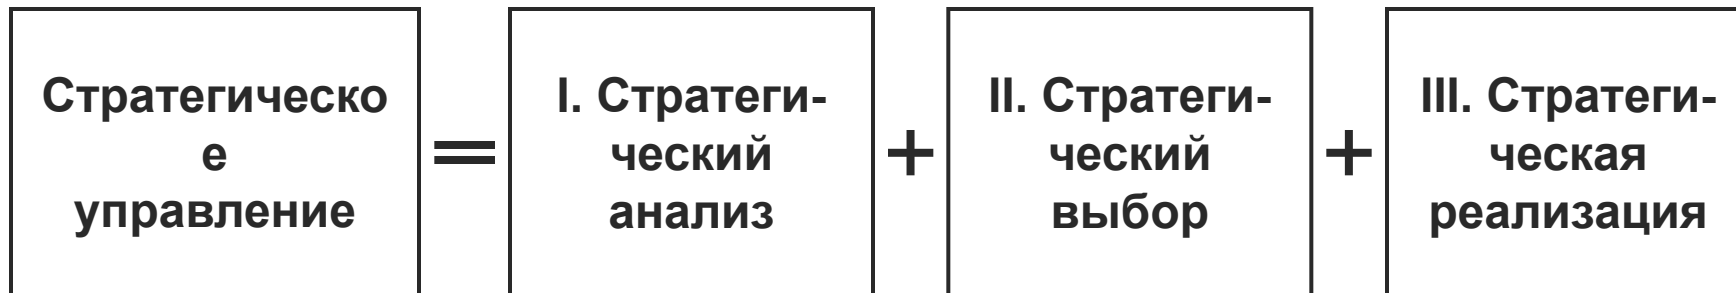 Стратегическо
е
управление
=
I. Стратеги-
ческий
анализ
+
II. Стратеги-
ческий
выбор
+
III. Стратеги-
ческая
реализация